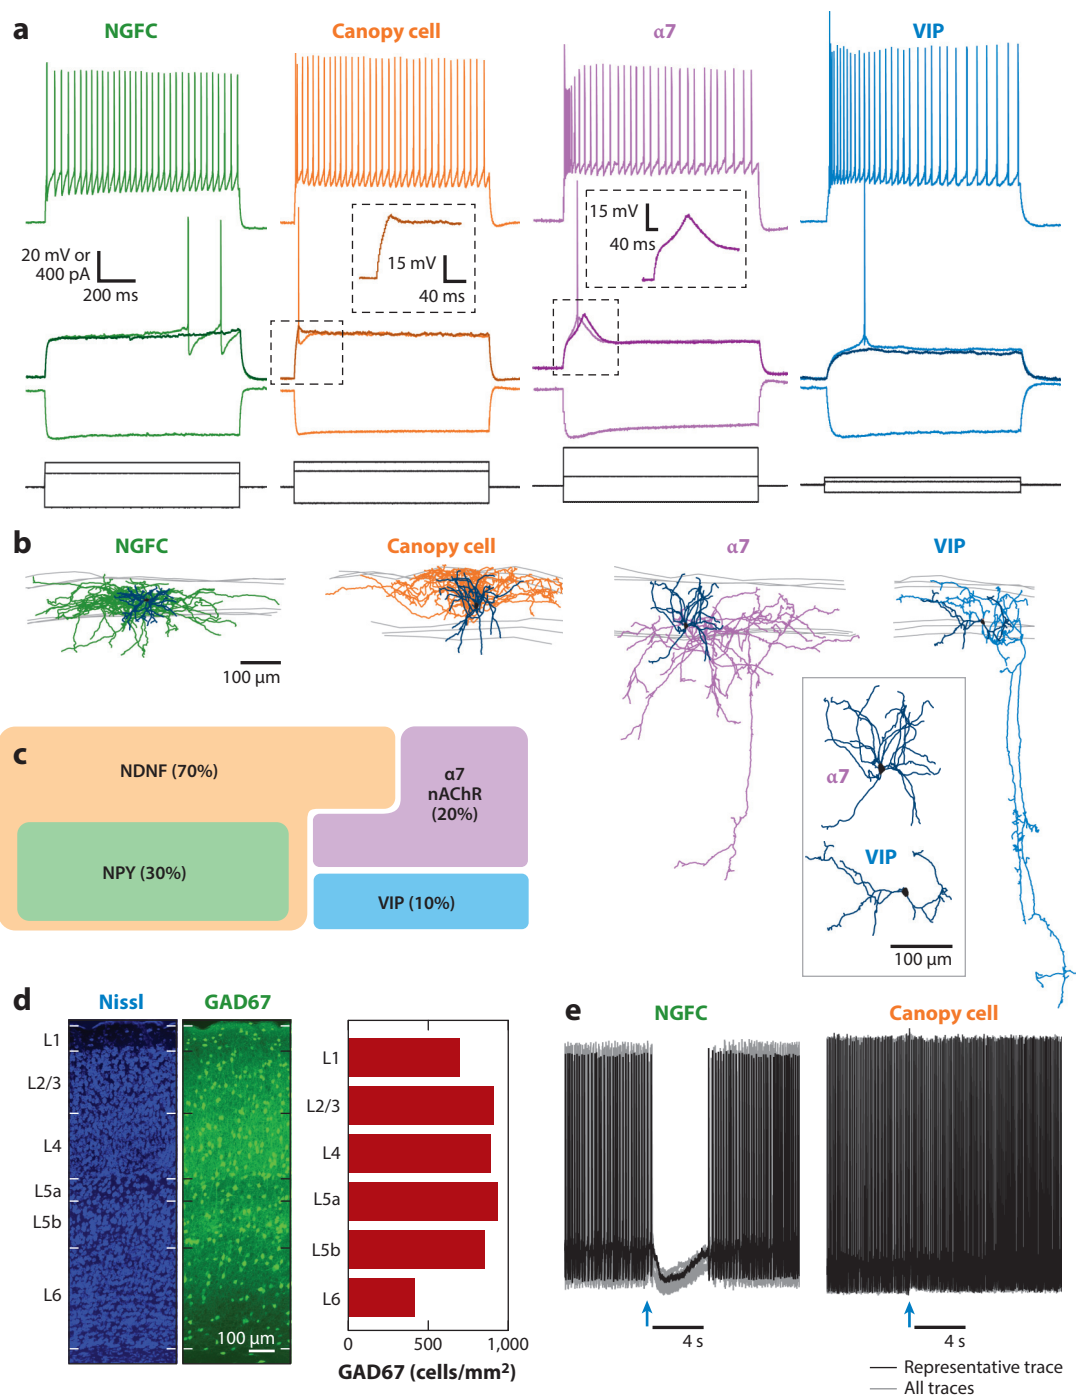 a
NGFC
Canopy cell
α7
VIP
20 mV or
400 pA
200 ms
15 mV
40 ms
15 mV
40 ms
b
NGFC
Canopy cell
α7
VIP
100 µm
α7
VIP
100 µm
c
NDNF (70%)
α7
nAChR
(20%)
NPY (30%)
VIP (10%)
d
Nissl
GAD67
L1
L2/3
L4
L5a
L5b
L6
100 µm
L1
L2/3
L4
L5a
L5b
L6
0
500
1,000
GAD67 (cells/mm²)
e
NGFC
Canopy cell
4 s
4 s
Representative trace
All traces